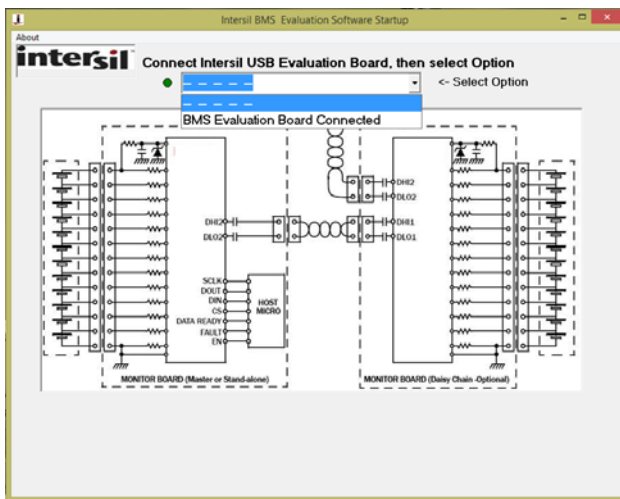 Intersil BMS Evaluation Software Startup
About
intersil
Connect Intersil USB Evaluation Board, then select Option
– – – – – –
<- Select Option
– – – – – –
BMS Evaluation Board Connected
DHI2
DLO2
DHI2
DLO2
DHI1
DLO1
SCLK
DOUT
DIN
CS
DATA READY
FAULT
EN
HOST
MICRO
MONITOR BOARD (Master or Stand-alone)
MONITOR BOARD (Daisy Chain -Optional)